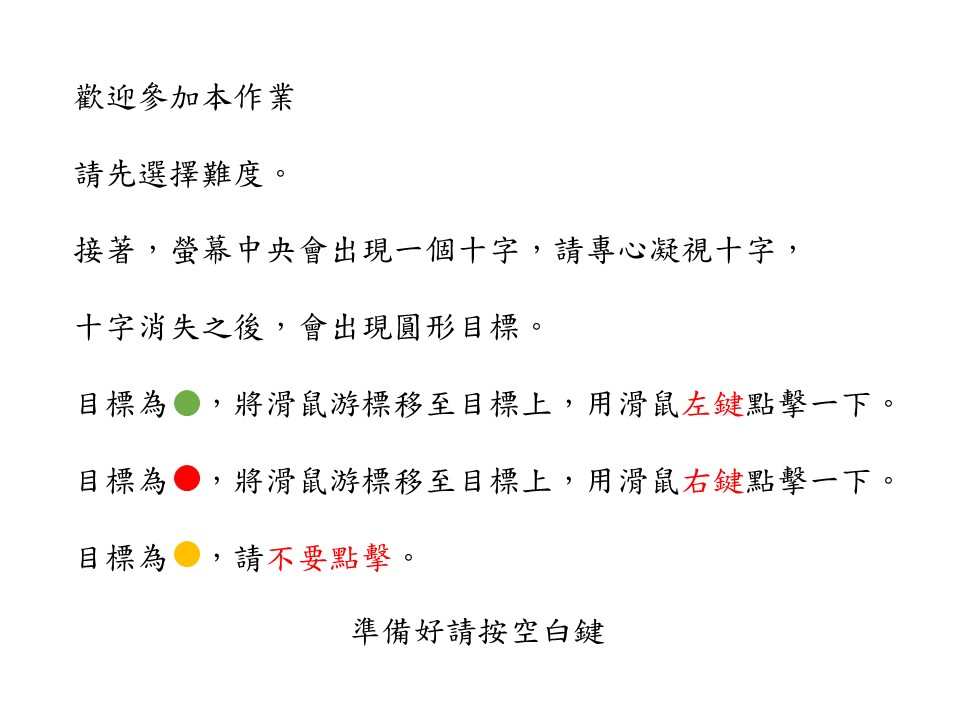 歡迎參加本作業
請先選擇難度。
接著，螢幕中央會出現一個十字，請專心凝視十字，
十字消失之後，會出現圓形目標。
目標為●，將滑鼠游標移至目標上，用滑鼠左鍵點擊一下。
目標為●，將滑鼠游標移至目標上，用滑鼠右鍵點擊一下。
目標為●，請不要點擊。
準備好請按空白鍵